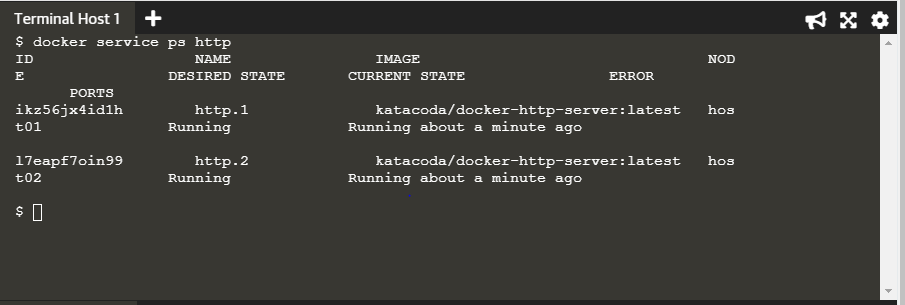 Terminal Host 1
$ docker service ps http
ID NAME IMAGE NOD
E DESIRED STATE CURRENT STATE ERROR
PORTS
ikz56jx4id1h http.1 katacoda/docker-http-server:latest hos
t01 Running Running about a minute ago
l7eapf7oin99 http.2 katacoda/docker-http-server:latest hos
t02 Running Running about a minute ago
$